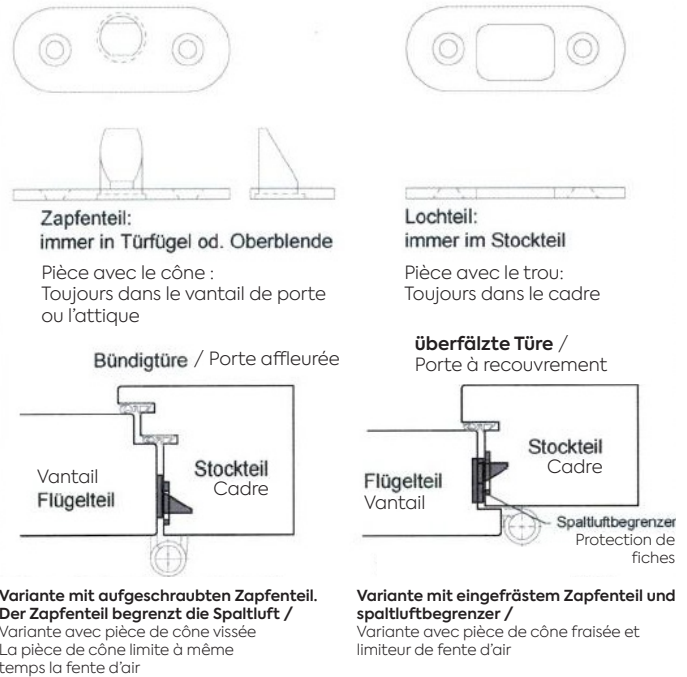 Zapfenteil:
immer in Türfügel od. Oberblende
Pièce avec le cône :
Toujours dans le vantail de porte
ou l'attique
Lochteil:
immer im Stockteil
Pièce avec le trou:
Toujours dans le cadre
Bündigtüre / Porte affleurée
Vantail
Flügelteil
Stockteil
Cadre
überfälzte Türe /
Porte à recouvrement
Flügelteil
Vantail
Stockteil
Cadre
Spaltluftbegrenzer
Protection de
fiches
Variante mit aufgeschraubten Zapfenteil.
Der Zapfenteil begrenzt die Spaltluft /
Variante avec pièce de cône vissée
La pièce de cône limite à même
temps la fente d'air
Variante mit eingefrästem Zapfenteil und
spaltluftbegrenzer /
Variante avec pièce de cône fraisée et
limiteur de fente d'air